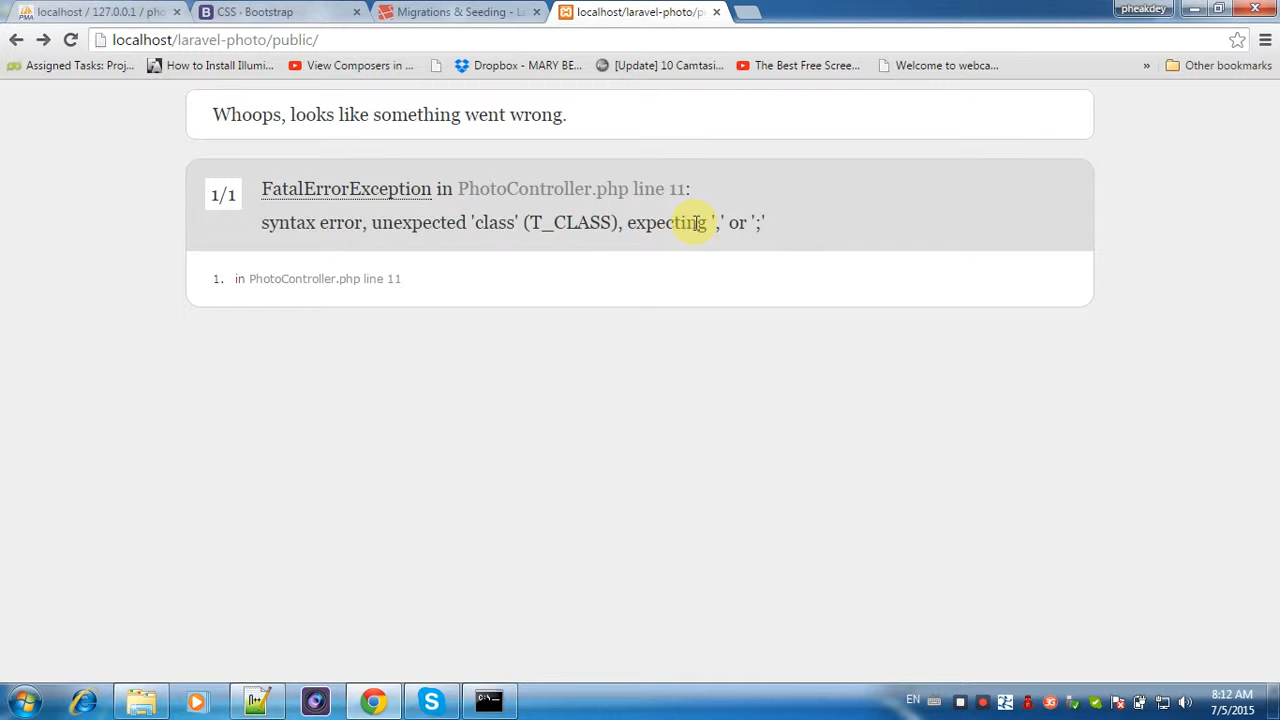 localhost / 127.0.0.1 / pho
CSS · Bootstrap
Migrations & Seeding - La
localhost/laravel-photo/p
pheakdey
localhost/laravel-photo/public/
Assigned Tasks: Proj...
How to Install Illumi...
View Composers in ...
Dropbox - MARY BE...
[Update] 10 Camtasi...
The Best Free Scree...
Welcome to webca...
»
Other bookmarks
Whoops, looks like something went wrong.
1/1
FatalErrorException in PhotoController.php line 11:
syntax error, unexpected 'class' (T_CLASS), expecting ',' or ';'
1. in PhotoController.php line 11
EN
8:12 AM
7/5/2015